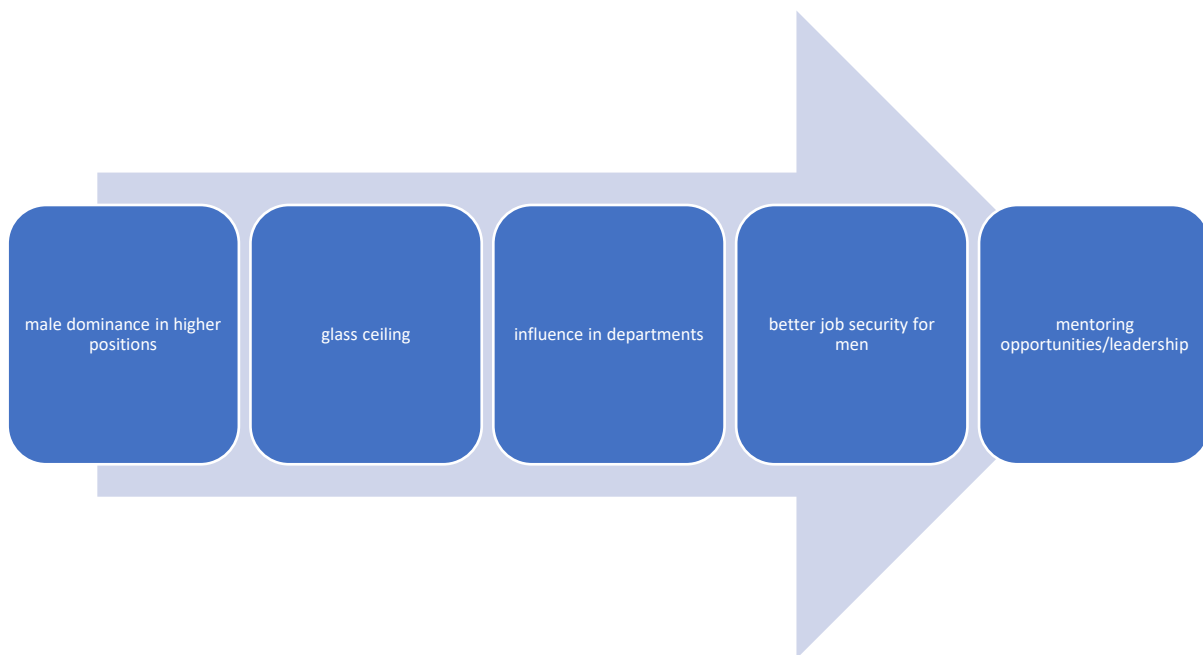 male dominance in higher
positions
glass ceiling
influence in departments
better job security for
men
mentoring
opportunities/leadership